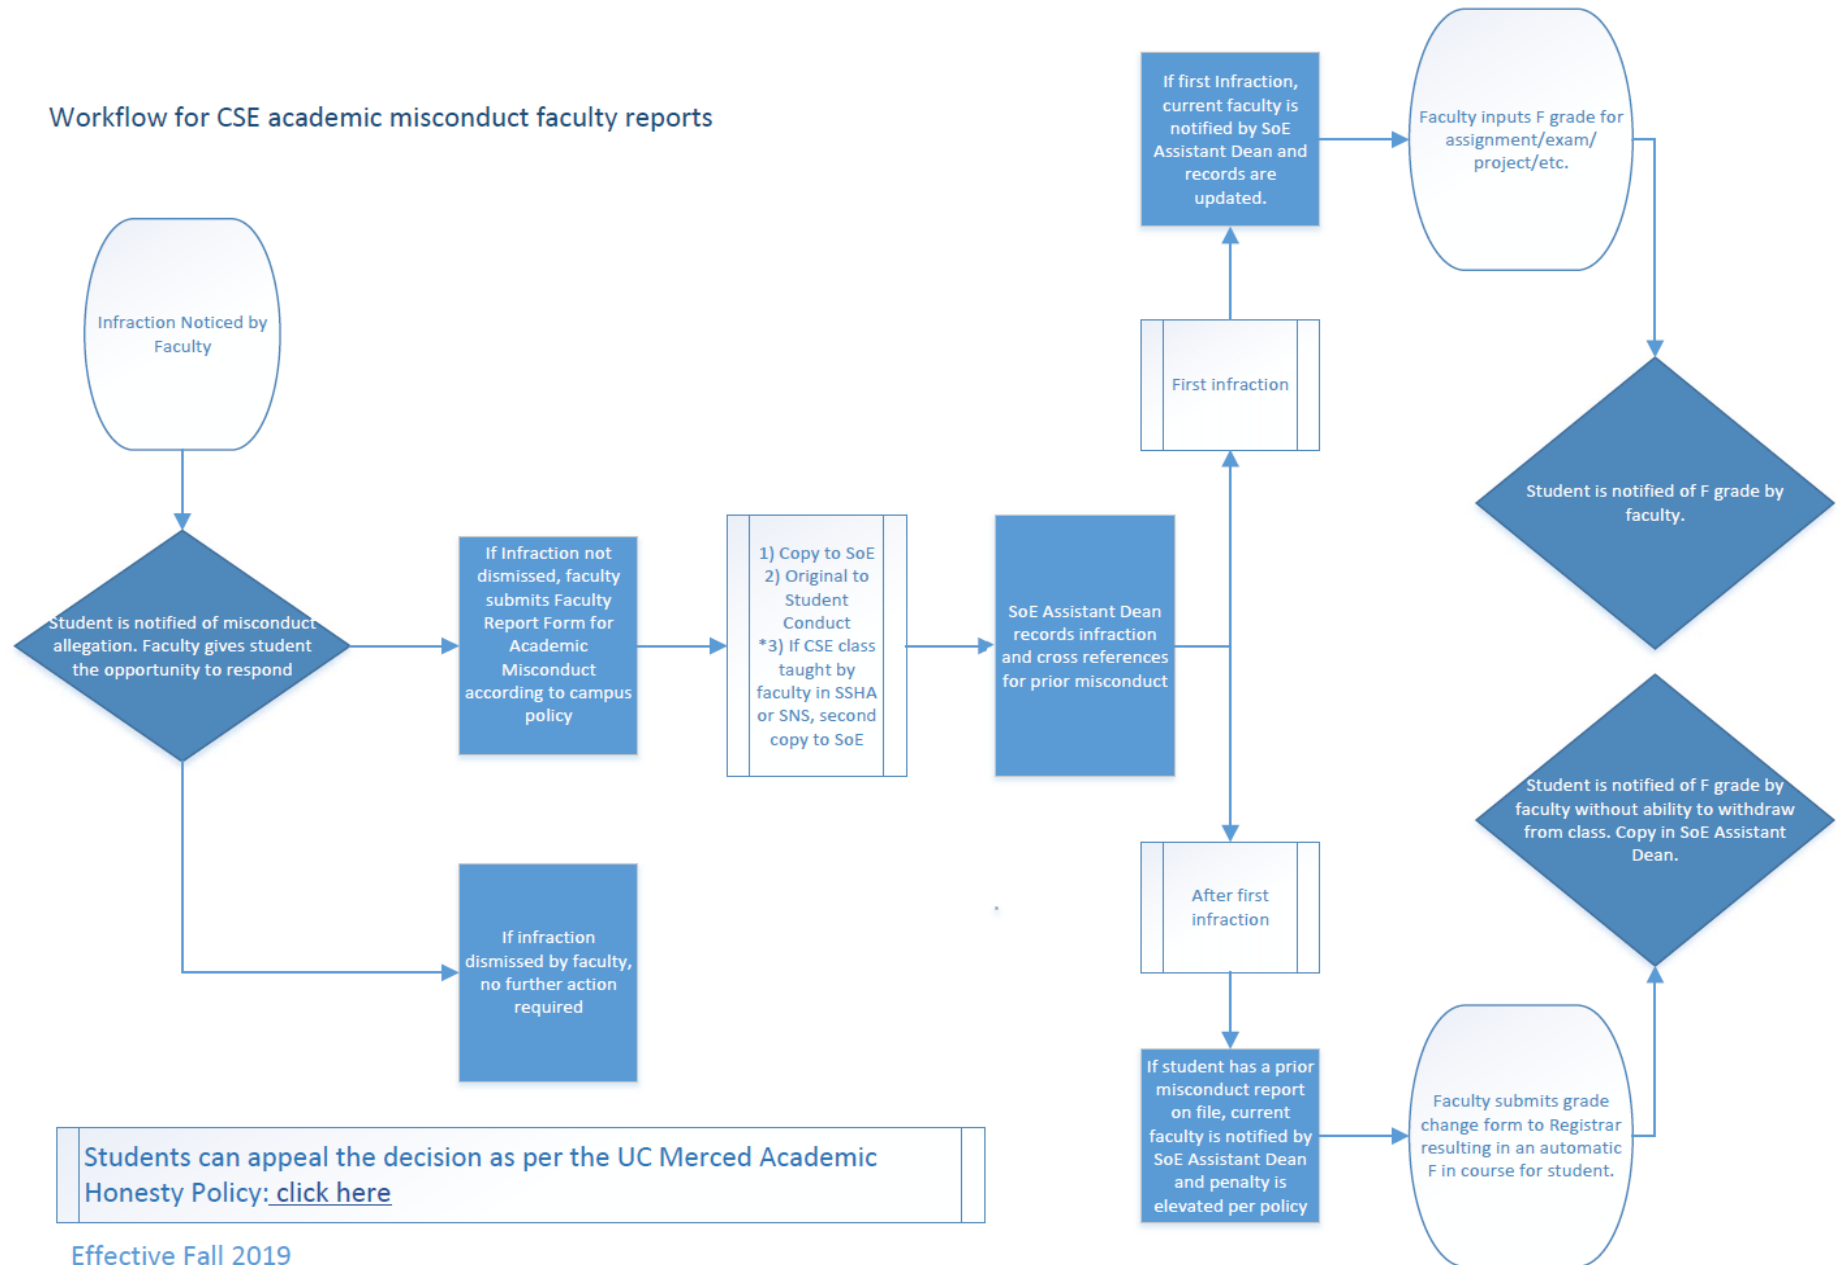 Workflow for CSE academic misconduct faculty reports
Infraction Noticed by
Faculty
Student is notified of misconduct
allegation. Faculty gives student
the opportunity to respond
If Infraction not
dismissed, faculty
submits Faculty
Report Form for
Academic
Misconduct
according to campus
policy
If infraction
dismissed by faculty,
no further action
required
1) Copy to SoE
2) Original to
Student
Conduct
*3) If CSE class
taught by
faculty in SSHA
or SNS, second
copy to SoE
SoE Assistant Dean
records infraction
and cross references
for prior misconduct
First infraction
If first Infraction,
current faculty is
notified by SoE
Assistant Dean and
records are
updated.
Faculty inputs F grade for
assignment/exam/
project/etc.
Student is notified of F grade by
faculty.
After first
infraction
If student has a prior
misconduct report
on file, current
faculty is notified by
SoE Assistant Dean
and penalty is
elevated per policy
Faculty submits grade
change form to Registrar
resulting in an automatic
F in course for student.
Student is notified of F grade by
faculty without ability to withdraw
from class. Copy in SoE Assistant
Dean.
Students can appeal the decision as per the UC Merced Academic
Honesty Policy: click here
Effective Fall 2019